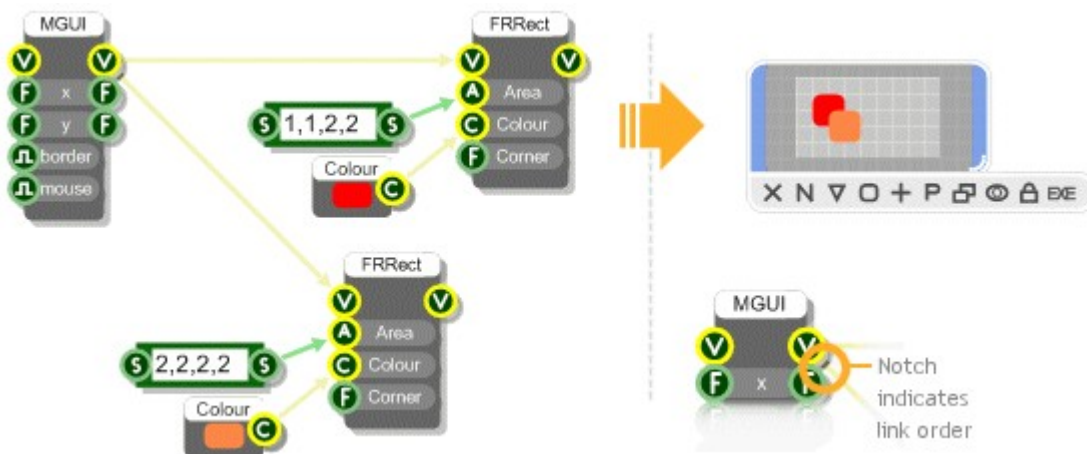 MGUI
V V
F x F
F y F
border
mouse
FRRect
V V
A Area
C Colour
F Corner
S 1,1,2,2 S
Colour
C
FRRect
V V
A Area
C Colour
F Corner
S 2,2,2,2 S
Colour
C
X N P EXE
MGUI
V V
F x F
Notch
indicates
link order